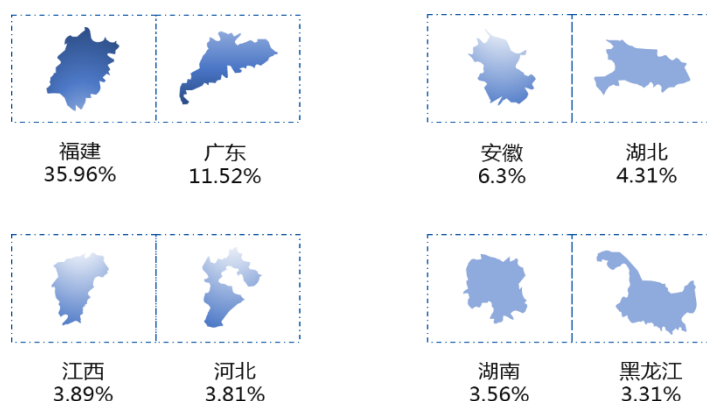 福建 广东 安徽 湖北
35.96% 11.52% 6.3% 4.31%
江西 河北 湖南 黑龙江
3.89% 3.81% 3.56% 3.31%